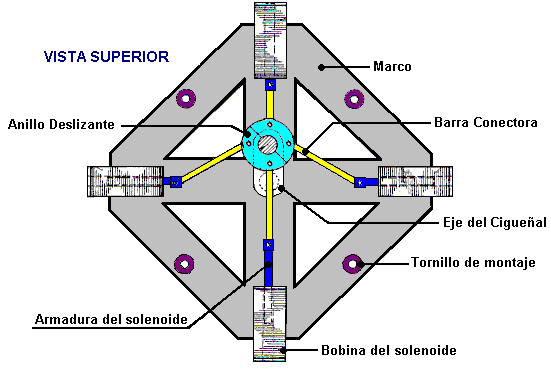 VISTA SUPERIOR
Marco
Anillo Deslizante
Barra Conectora
Eje del Cigueñal
Tornillo de montaje
Armadura del solenoide
Bobina del solenoide